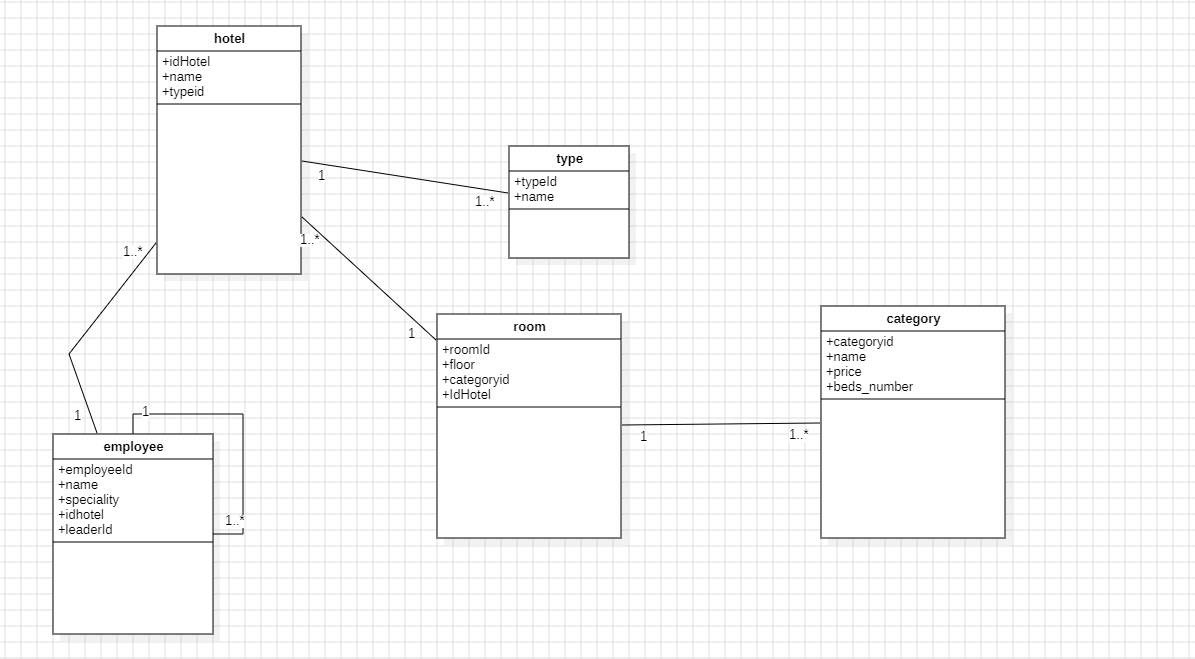 hotel
+idHotel
+name
+typeid
1
1..*
type
+typeId
+name
1..*
1..*
1
room
+roomId
+floor
+categoryid
+IdHotel
1
1..*
category
+categoryid
+name
+price
+beds_number
1
1
employee
+employeeId
+name
+speciality
+idhotel
+leaderId
1..*